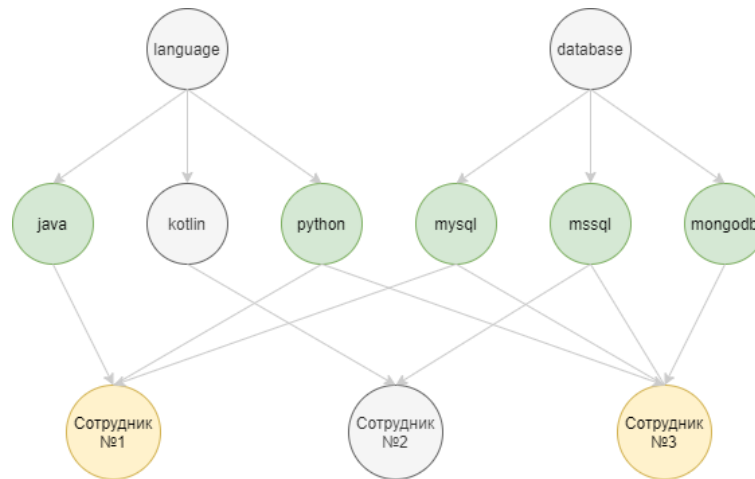 language
database
java
kotlin
python
mysql
mssql
mongodb
Сотрудник
№1
Сотрудник
№2
Сотрудник
№3